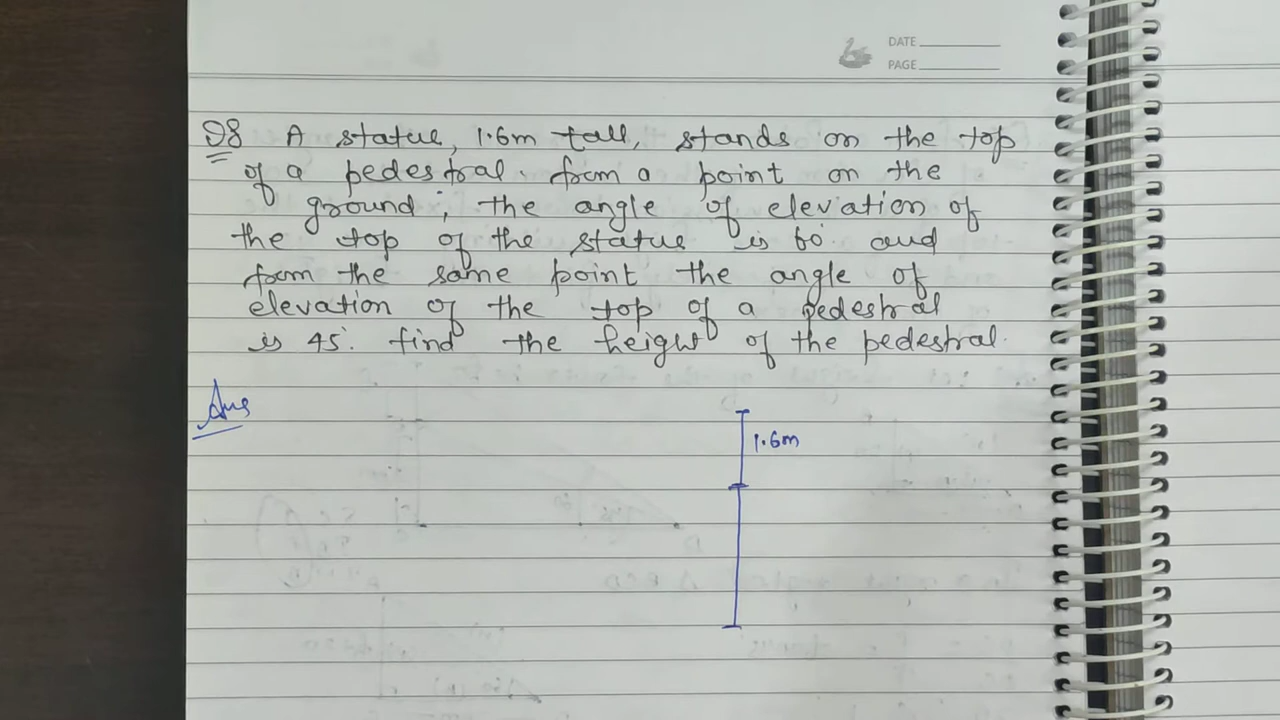 DATE
PAGE
Q8 A statue, 1.6m tall, stands on the top
of a pedestral. from a point on the
ground, the angle of elevation of
the top of the statue is 60° and
from the same point the angle of
elevation of the top of a pedestral
is 45°. find the height of the pedestral.
Ans
1.6m